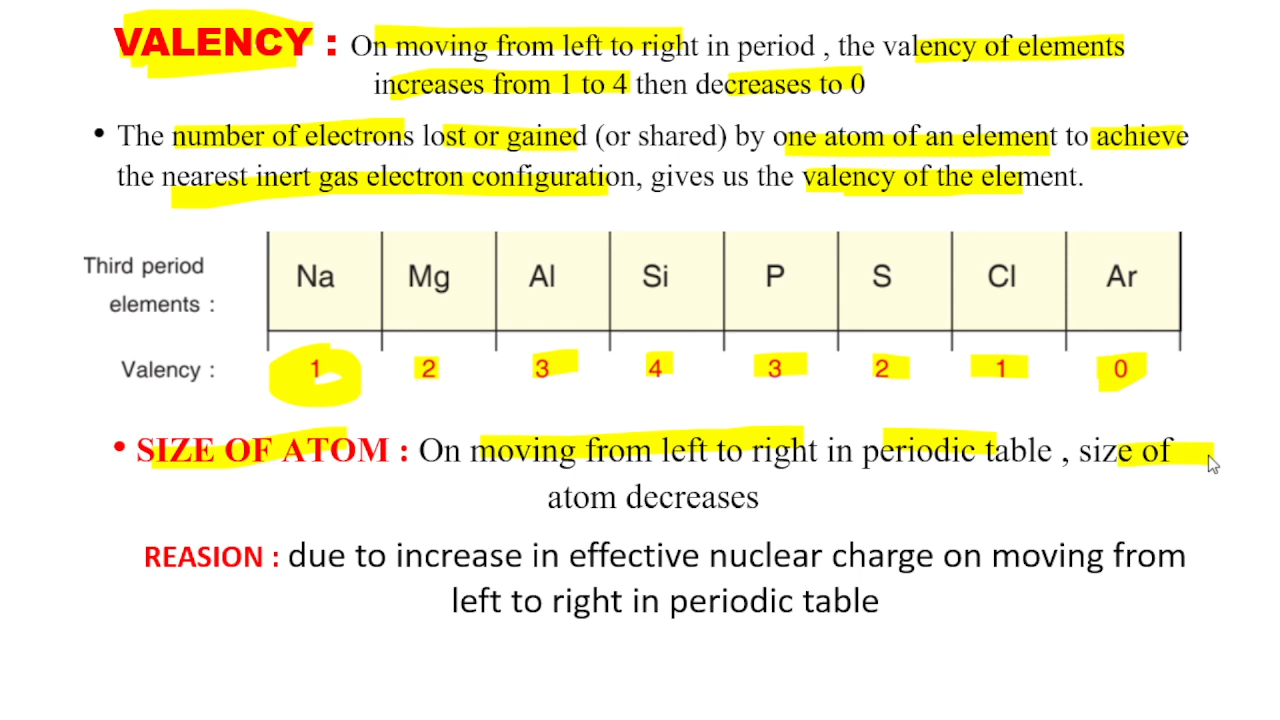 VALENCY : On moving from left to right in period , the valency of elements
increases from 1 to 4 then decreases to 0
• The number of electrons lost or gained (or shared) by one atom of an element to achieve
the nearest inert gas electron configuration, gives us the valency of the element.
Third period elements : Na Mg Al Si P S Cl Ar
Valency : 1 2 3 4 3 2 1 0
• SIZE OF ATOM : On moving from left to right in periodic table , size of
atom decreases
REASION : due to increase in effective nuclear charge on moving from
left to right in periodic table